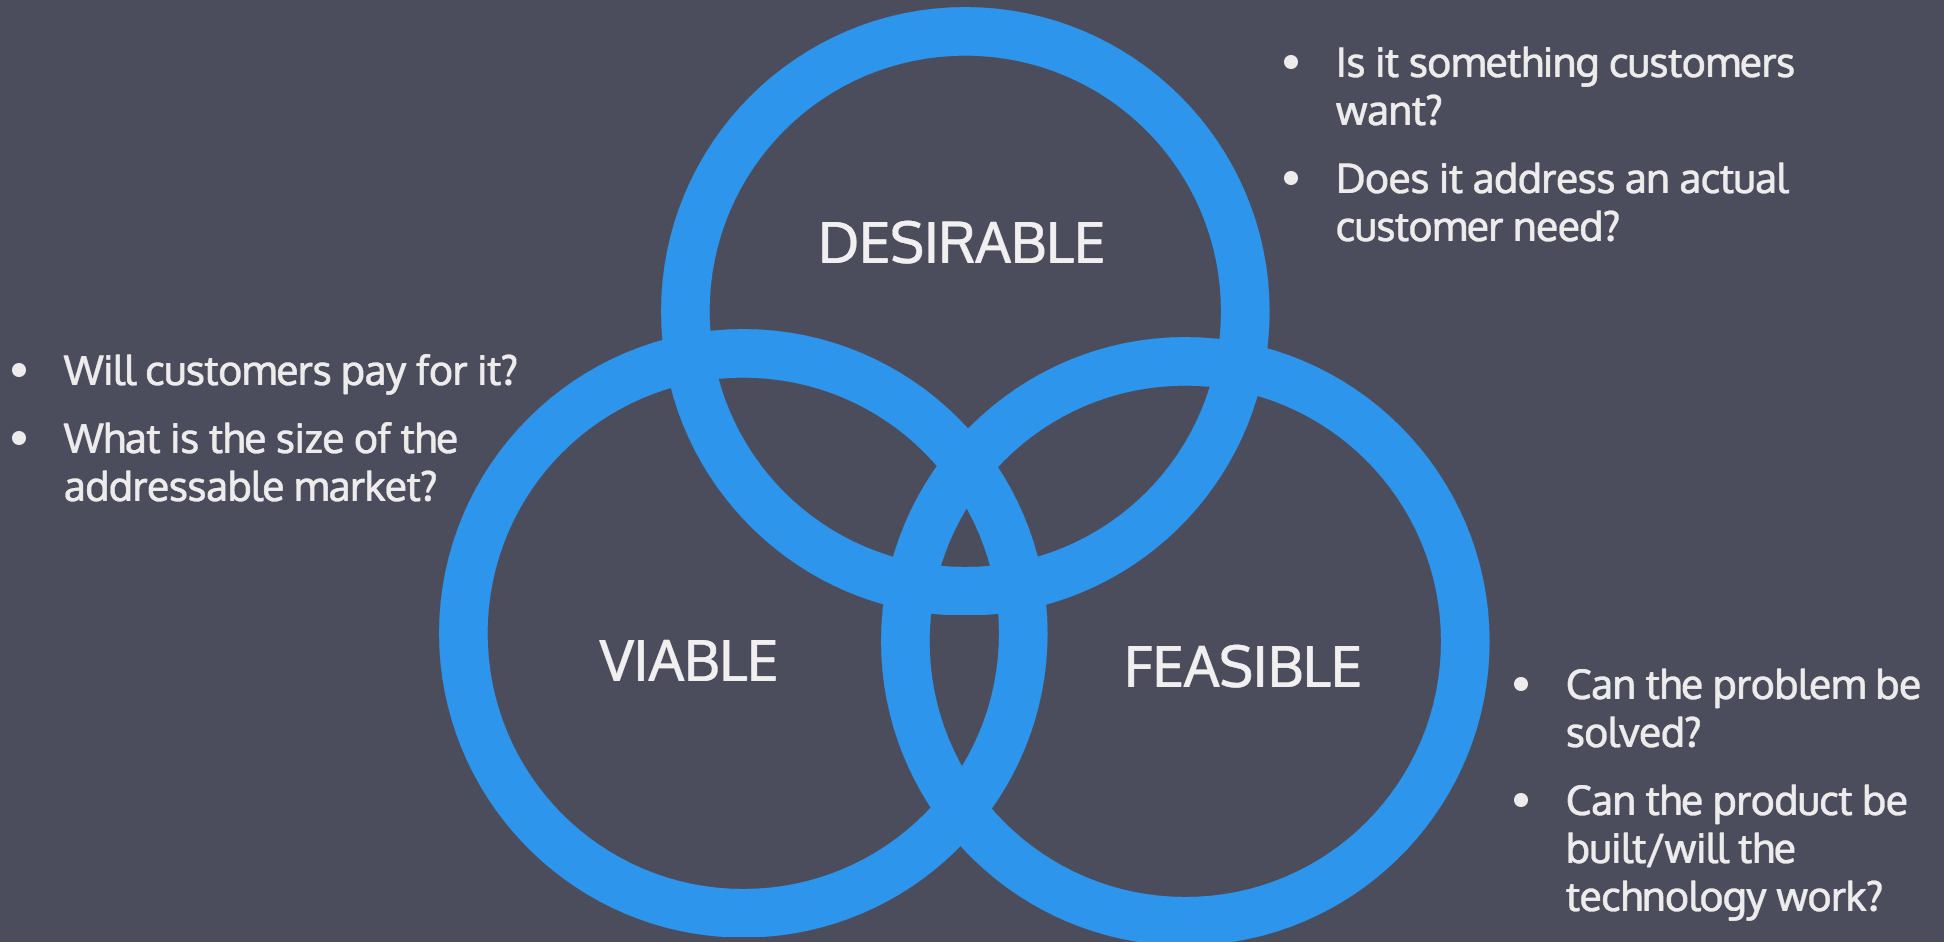 • Is it something customers
want?
• Does it address an actual
customer need?
DESIRABLE
• Will customers pay for it?
• What is the size of the
addressable market?
VIABLE
FEASIBLE
• Can the problem be
solved?
• Can the product be
built/will the
technology work?